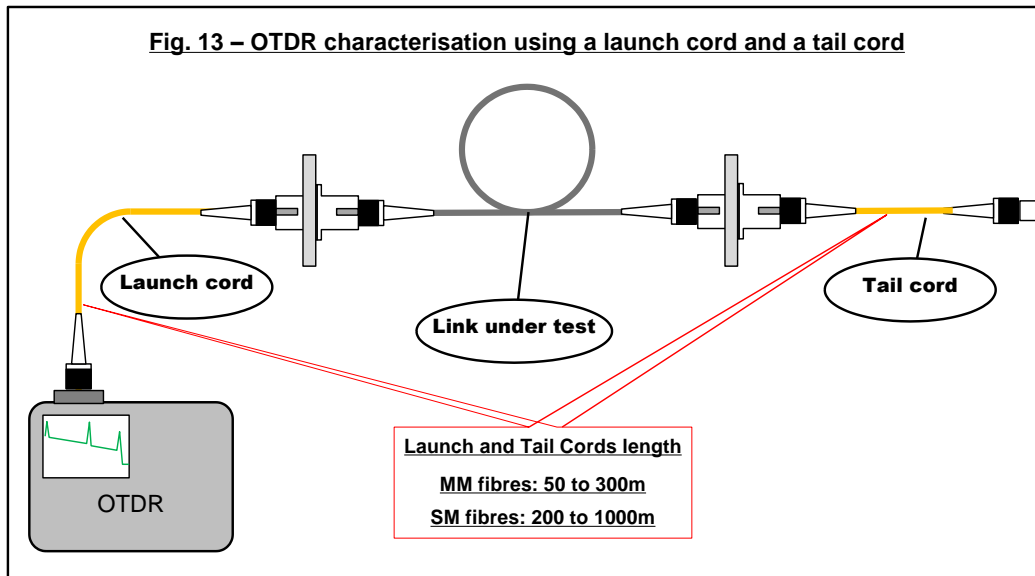 Fig. 13 – OTDR characterisation using a launch cord and a tail cord
Launch cord
Link under test
Tail cord
OTDR
Launch and Tail Cords length
MM fibres: 50 to 300m
SM fibres: 200 to 1000m